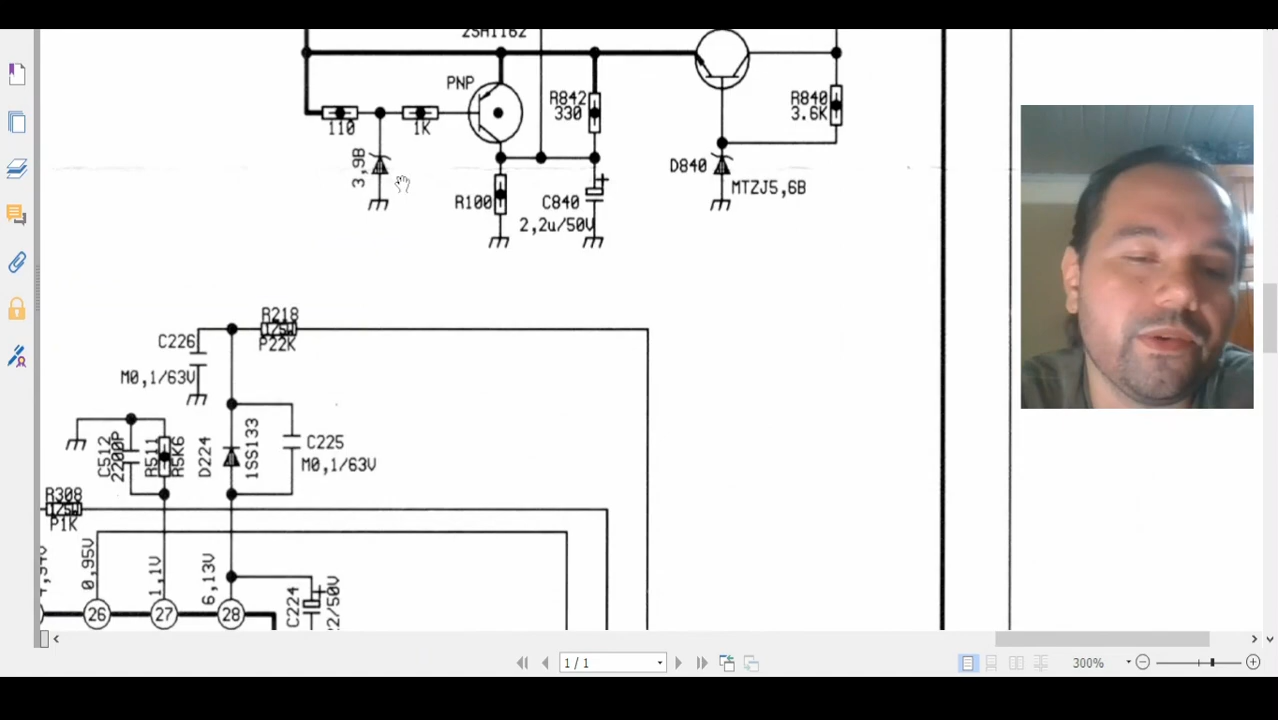 PNP
R842
330
R840
3.6K
110
1K
3,9B
D840
MTZJ5,6B
R100
C840
2,2u/50V
R218
P22K
C226
M0,1/63V
C512
2200P
R511
R5K6
D224
1SS133
C225
M0,1/63V
R308
P1K
0,95V
1,1V
6,13V
C224
26
27
28
1 / 1
300%